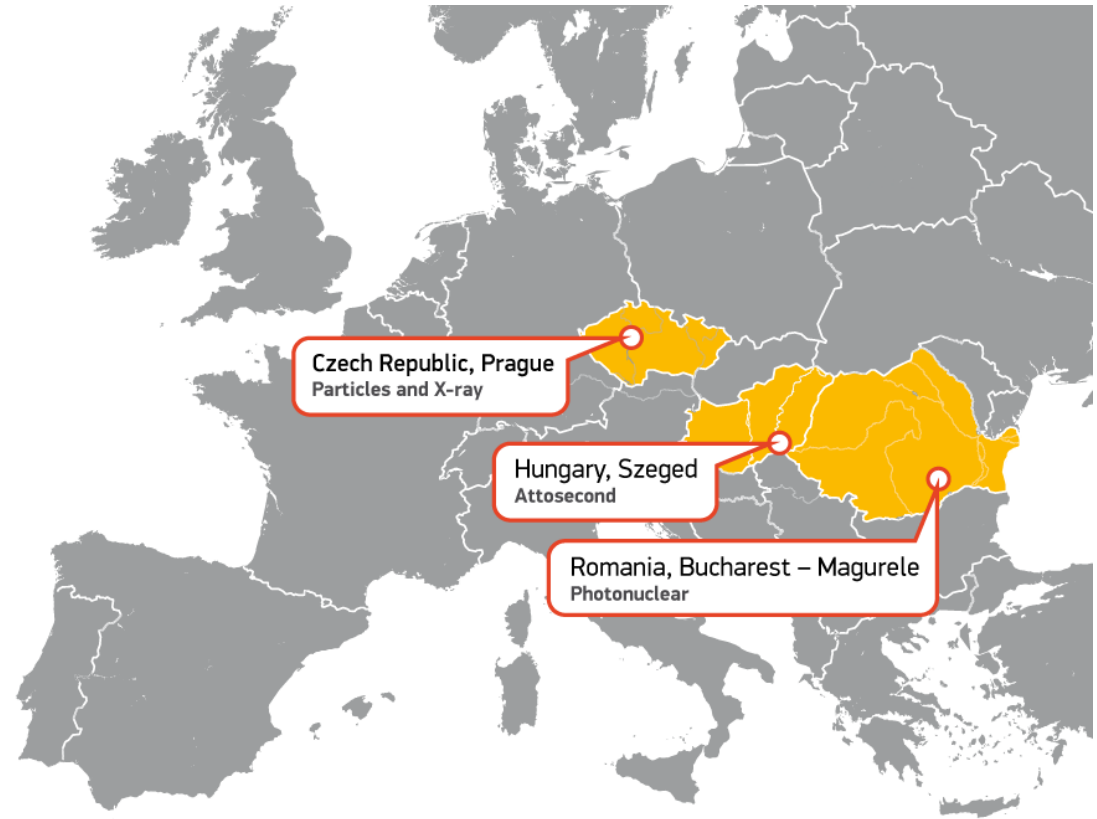 Czech Republic, Prague
Particles and X-ray
Hungary, Szeged
Attosecond
Romania, Bucharest – Magurele
Photonuclear